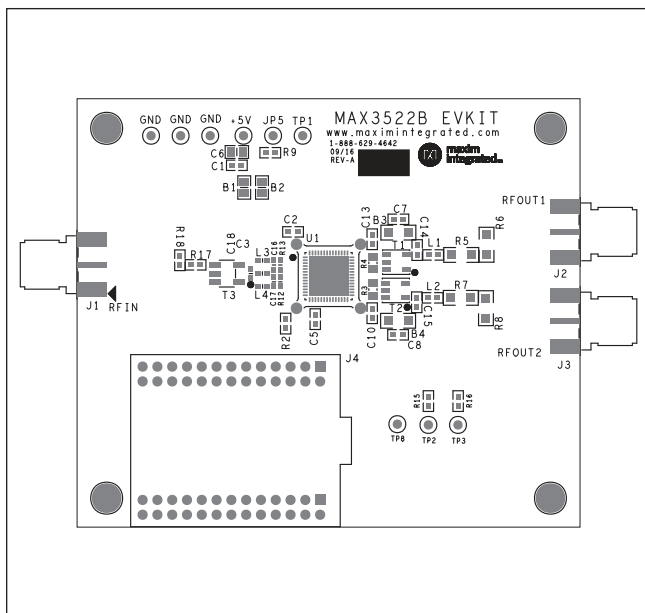 GND GND GND +5V JP5 TP1
MAX3522B EVKIT
www.maximintegrated.com
1-888-629-4642
09/16
REV-A
maxim
integrated™
C6
R9
C1
B1 B2
RFOUT1
J2
R6
C7
C13
B3
C14
C2
U1
T1
L1
R5
R18
R17
C18
C3
L3
C16
R13
R4
T3
L4
C17
R12
R3
L2
R7
R8
T2
C15
J1
RFIN
R2
C5
C10
B4
C8
RFOUT2
J3
J4
R15
R16
TP8
TP2
TP3